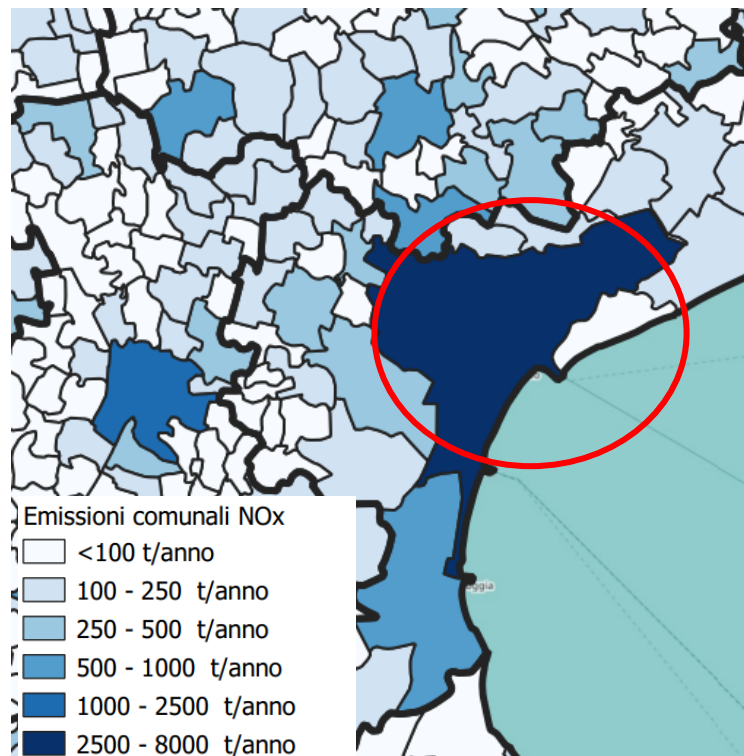 Emissioni comunali NOx
<100 t/anno
100 - 250 t/anno
250 - 500 t/anno
500 - 1000 t/anno
1000 - 2500 t/anno
2500 - 8000 t/anno